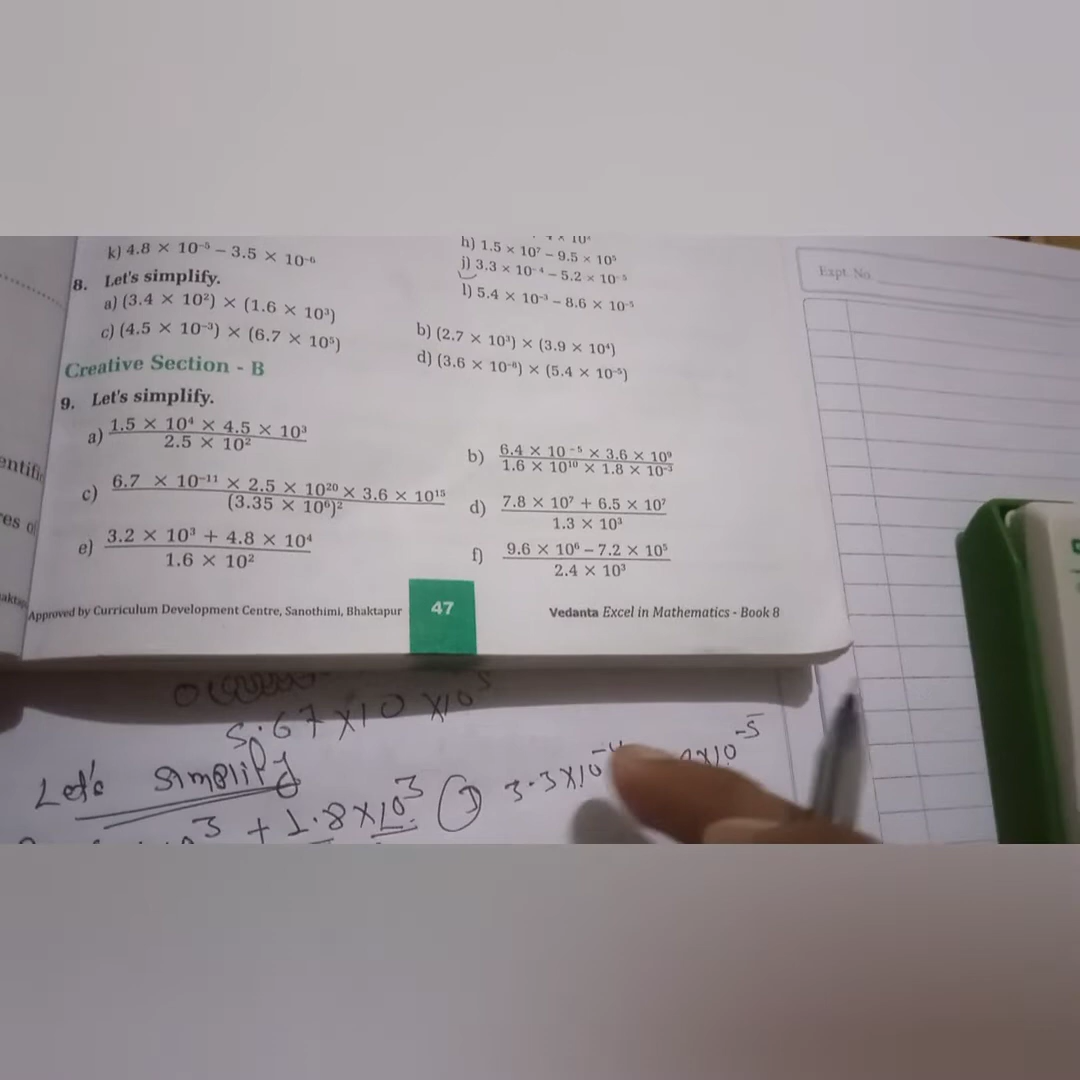 h) 1.5 × 10⁷ – 9.5 × 10⁵
k) 4.8 × 10⁻⁵ – 3.5 × 10⁻⁶
j) 3.3 × 10⁻⁴ – 5.2 × 10⁻⁵
8. Let's simplify.
l) 5.4 × 10⁻³ – 8.6 × 10⁻⁵
a) (3.4 × 10²) × (1.6 × 10³)
b) (2.7 × 10³) × (3.9 × 10⁴)
c) (4.5 × 10⁻³) × (6.7 × 10⁵)
d) (3.6 × 10⁻⁸) × (5.4 × 10⁻⁵)
Creative Section - B
9. Let's simplify.
a) 1.5 × 10⁴ × 4.5 × 10³
2.5 × 10²
b) 6.4 × 10⁻⁵ × 3.6 × 10⁹
1.6 × 10¹⁰ × 1.8 × 10⁻³
c) 6.7 × 10⁻¹¹ × 2.5 × 10²⁰ × 3.6 × 10¹⁵
(3.35 × 10⁶)²
d) 7.8 × 10⁷ + 6.5 × 10⁷
1.3 × 10³
e) 3.2 × 10³ + 4.8 × 10⁴
1.6 × 10²
f) 9.6 × 10⁶ – 7.2 × 10⁵
2.4 × 10³
Approved by Curriculum Development Centre, Sanothimi, Bhaktapur
47
Vedanta Excel in Mathematics - Book 8
Expt. No.
5.67×10 ×10⁵
Let's simplify
³ + 1.8×10³ j 3.3×10⁻⁴ ×10⁻⁵